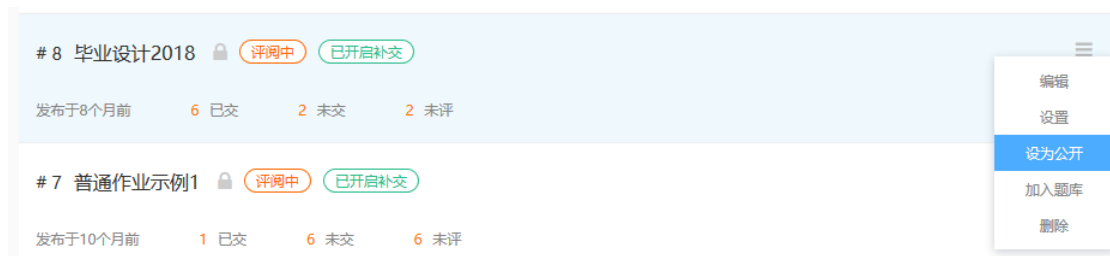 # 8 毕业设计2018 评阅中 已开启补交
发布于8个月前 6 已交 2 未交 2 未评
编辑
设置
设为公开
加入题库
删除
# 7 普通作业示例1 评阅中 已开启补交
发布于10个月前 1 已交 6 未交 6 未评